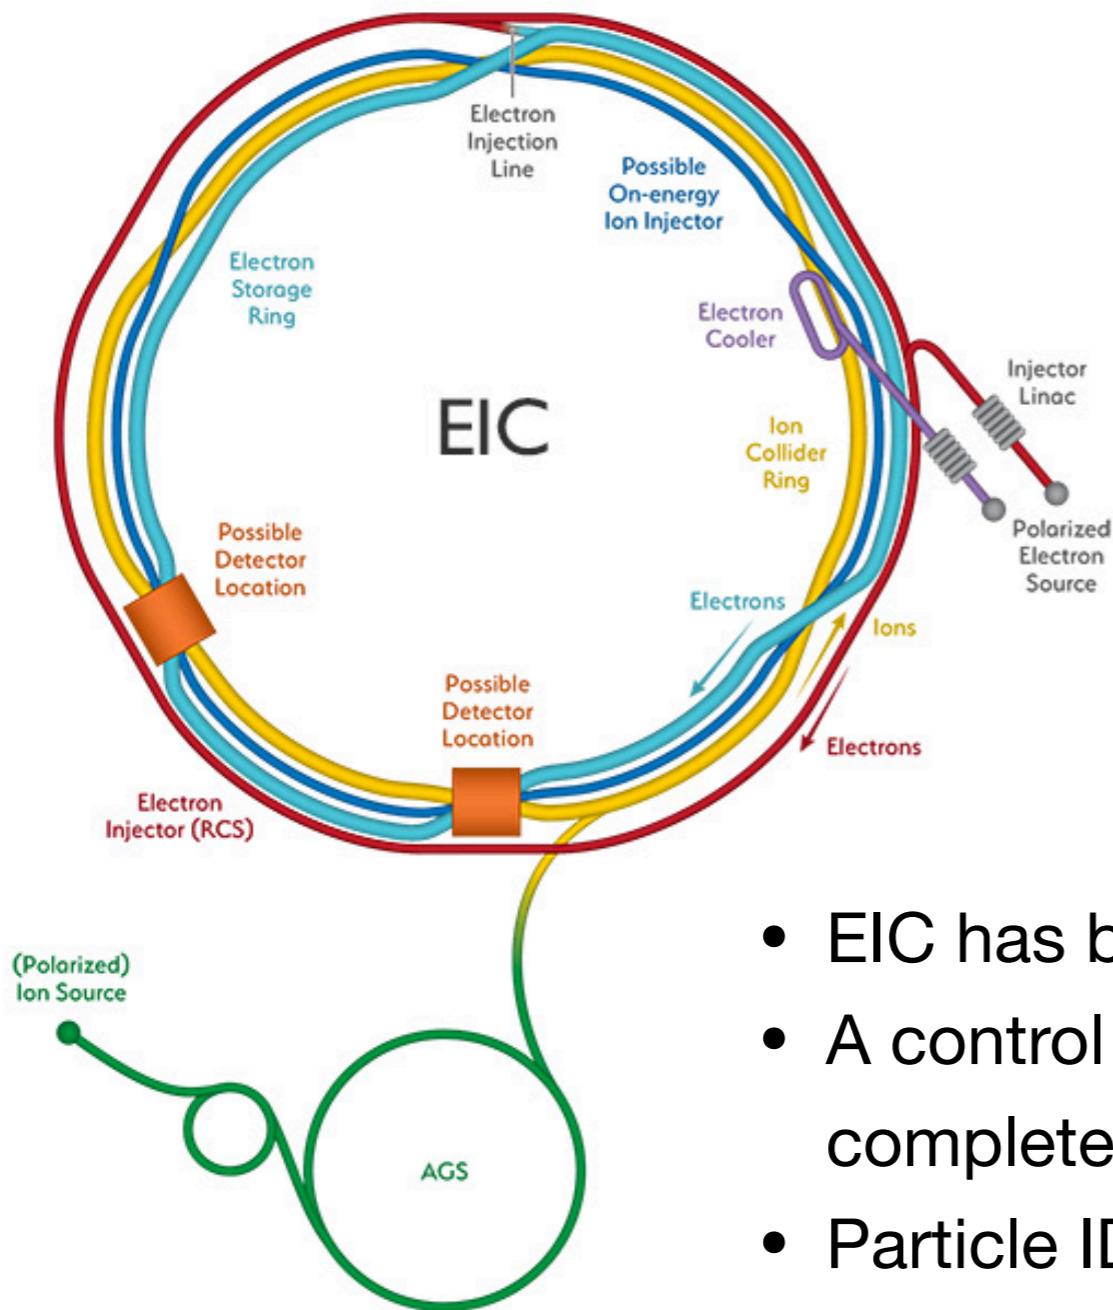 Electron
Injection
Line
Possible
On-energy
Ion Injector
Electron
Storage
Ring
Electron
Cooler
Injector
Linac
EIC
Ion
Collider
Ring
Polarized
Electron
Source
Possible
Detector
Location
Electrons
Ions
Possible
Detector
Location
Electrons
Electron
Injector (RCS)
(Polarized)
Ion Source
AGS
• EIC has b
• A control
complete
• Particle ID